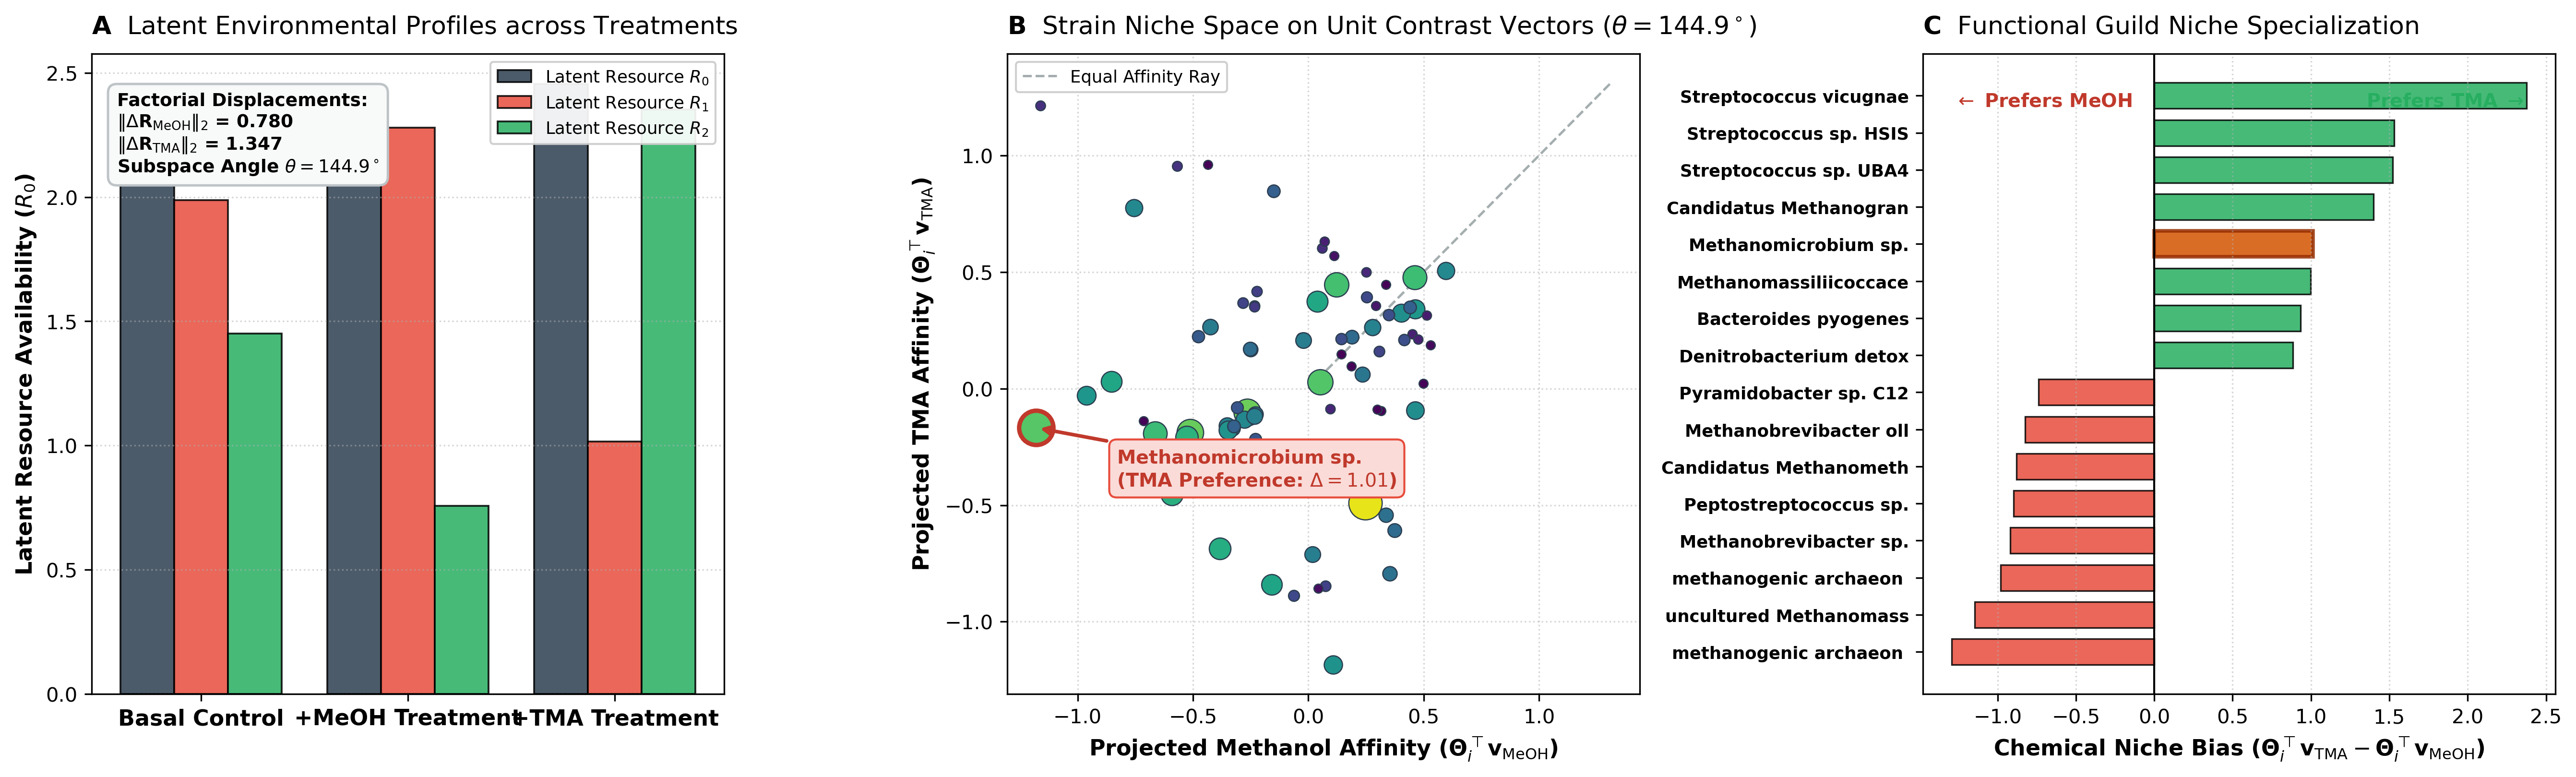 A Latent Environmental Profiles across Treatments
Latent Resource Availability (R₀)
2.5
2.0
1.5
1.0
0.5
0.0
Factorial Displacements:
‖ΔR_MeOH‖₂ = 0.780
‖ΔR_TMA‖₂ = 1.347
Subspace Angle θ = 144.9°
Latent Resource R₀
Latent Resource R₁
Latent Resource R₂
Basal Control
+MeOH Treatment
+TMA Treatment
B Strain Niche Space on Unit Contrast Vectors (θ = 144.9°)
Projected TMA Affinity (Θᵢ⊤ v_TMA)
Equal Affinity Ray
1.0
0.5
0.0
−0.5
−1.0
Methanomicrobium sp.
(TMA Preference: Δ = 1.01)
−1.0 −0.5 0.0 0.5 1.0
Projected Methanol Affinity (Θᵢ⊤ v_MeOH)
C Functional Guild Niche Specialization
← Prefers MeOH
Prefers TMA →
Streptococcus vicugnae
Streptococcus sp. HSIS
Streptococcus sp. UBA4
Candidatus Methanogran
Methanomicrobium sp.
Methanomassiliicoccace
Bacteroides pyogenes
Denitrobacterium detox
Pyramidobacter sp. C12
Methanobrevibacter oll
Candidatus Methanometh
Peptostreptococcus sp.
Methanobrevibacter sp.
methanogenic archaeon
uncultured Methanomass
methanogenic archaeon
−1.0 −0.5 0.0 0.5 1.0 1.5 2.0 2.5
Chemical Niche Bias (Θᵢ⊤ v_TMA − Θᵢ⊤ v_MeOH)